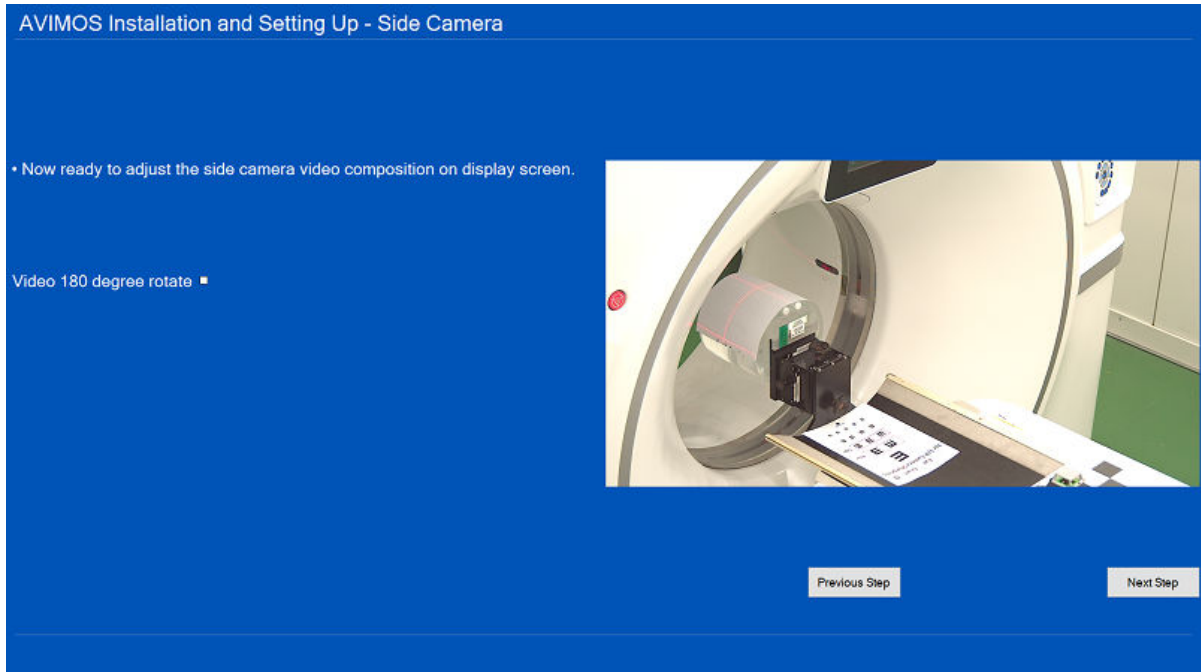 AVIMOS Installation and Setting Up - Side Camera
• Now ready to adjust the side camera video composition on display screen.
Video 180 degree rotate
E
Previous Step
Next Step